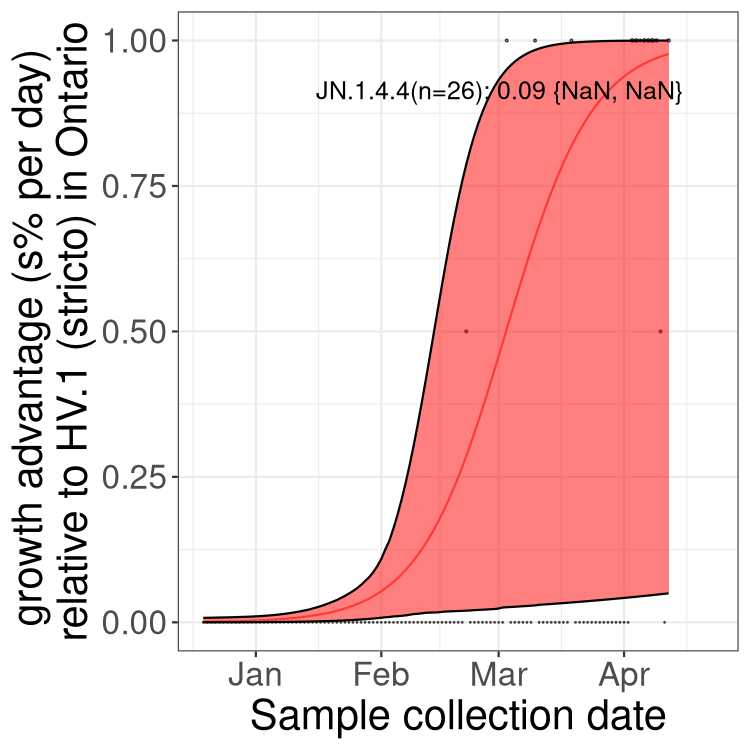 growth advantage (s% per day)
relative to HV.1 (stricto) in Ontario
1.00
0.75
0.50
0.25
0.00
JN.1.4.4(n=26): 0.09 {NaN, NaN}
Jan Feb Mar Apr
Sample collection date